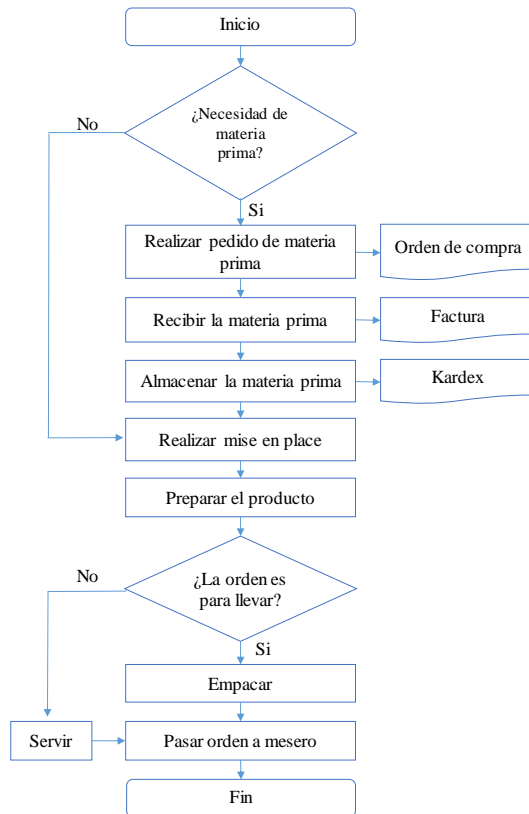 Inicio
¿Necesidad de
materia
prima?
No
Si
Realizar pedido de materia
prima
Orden de compra
Recibir la materia prima
Factura
Almacenar la materia prima
Kardex
Realizar mise en place
Preparar el producto
¿La orden es
para llevar?
No
Si
Empacar
Servir
Pasar orden a mesero
Fin